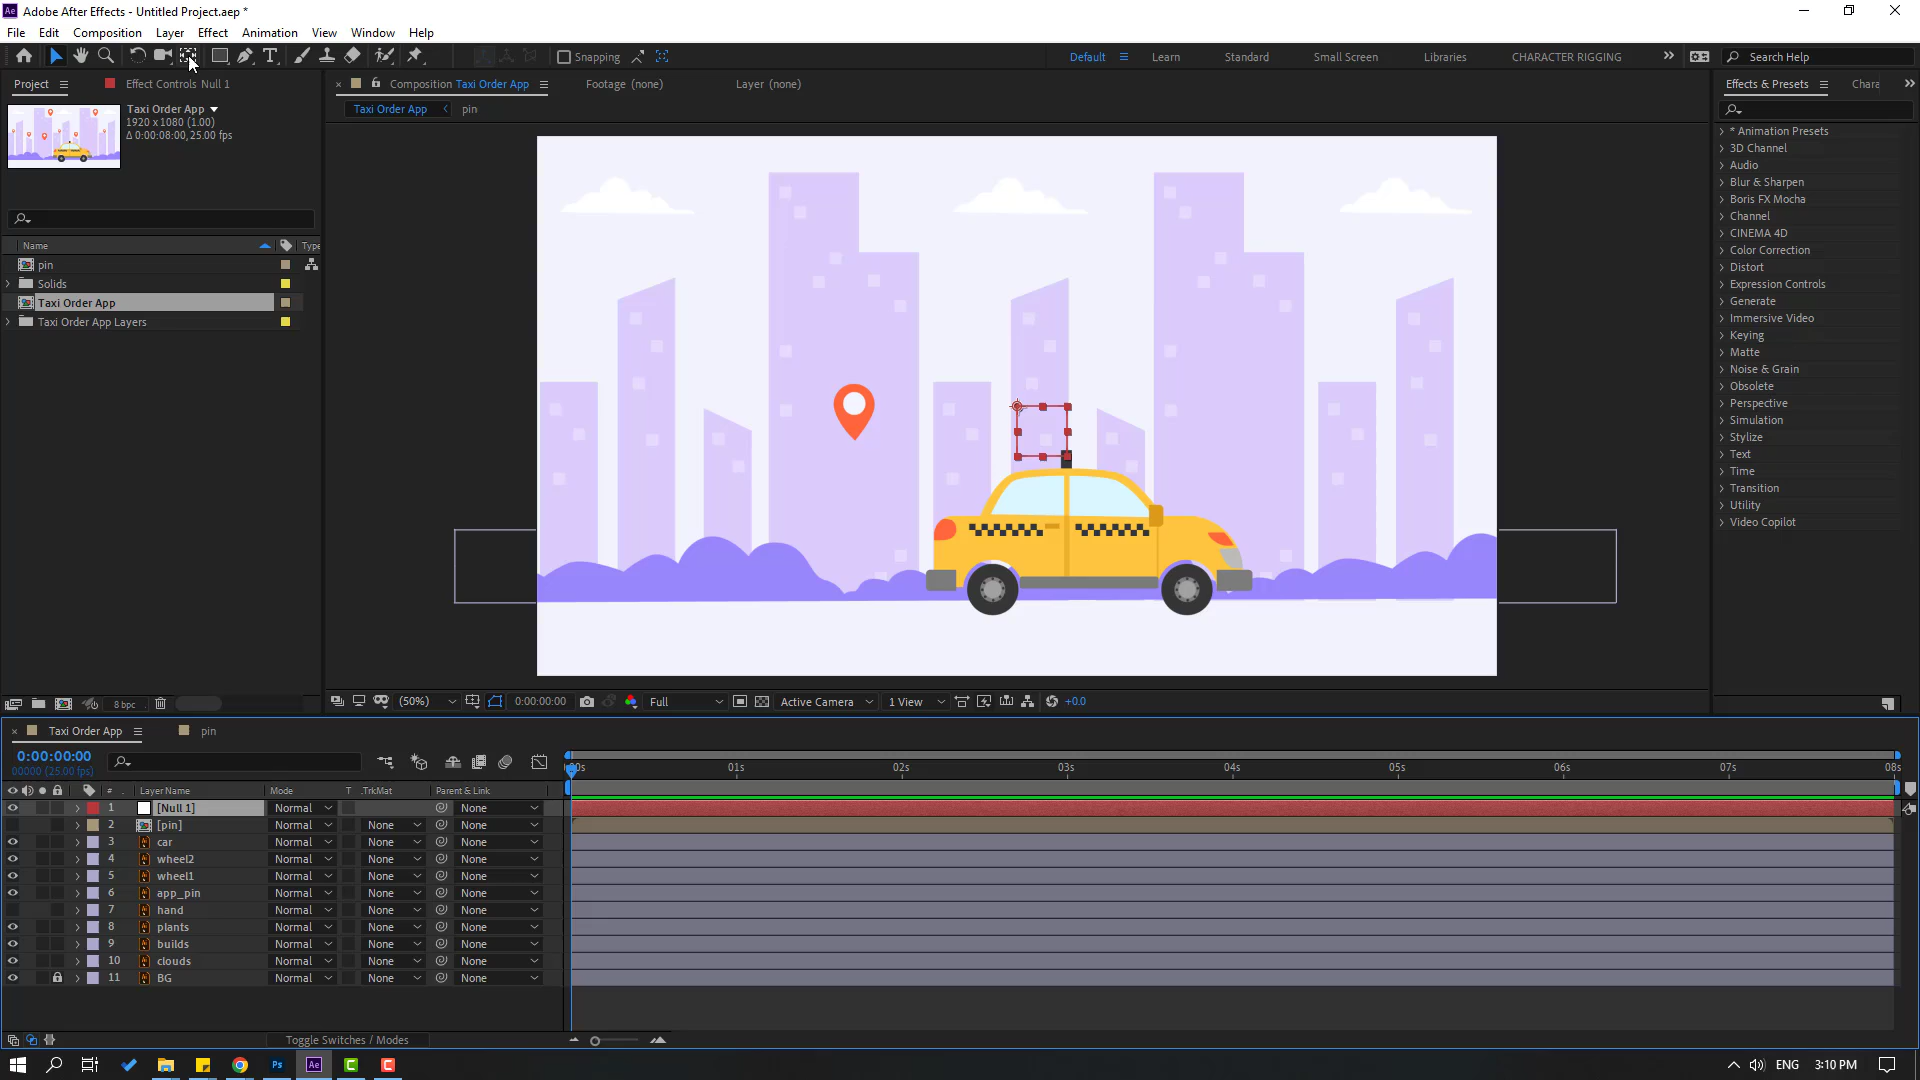 Ae Adobe After Effects - Untitled Project.aep *
File Edit Composition Layer Effect Animation View Window Help
Snapping Default Learn Standard Small Screen Libraries CHARACTER RIGGING Search Help
Project Effect Controls Null 1 Composition Taxi Order App Footage (none) Layer (none) Effects & Presets Chara
Taxi Order App
1920 x 1080 (1.00)
Δ 0:00:08:00, 25.00 fps
Taxi Order App pin
Name Type
pin
Solids
Taxi Order App
Taxi Order App Layers
* Animation Presets
3D Channel
Audio
Blur & Sharpen
Boris FX Mocha
Channel
CINEMA 4D
Color Correction
Distort
Expression Controls
Generate
Immersive Video
Keying
Matte
Noise & Grain
Obsolete
Perspective
Simulation
Stylize
Text
Time
Transition
Utility
Video Copilot
8 bpc (50%) 0:00:00:00 Full Active Camera 1 View +0.0
Taxi Order App pin
0:00:00:00
00000 (25.00 fps)
00s 01s 02s 03s 04s 05s 06s 07s 08s
# Layer Name Mode T .TrkMat Parent & Link
1 [Null 1] Normal None
2 [pin] Normal None None
3 car Normal None None
4 wheel2 Normal None None
5 wheel1 Normal None None
6 app_pin Normal None None
7 hand Normal None None
8 plants Normal None None
9 builds Normal None None
10 clouds Normal None None
11 BG Normal None None
Toggle Switches / Modes
Ps Ae C C ENG 3:10 PM